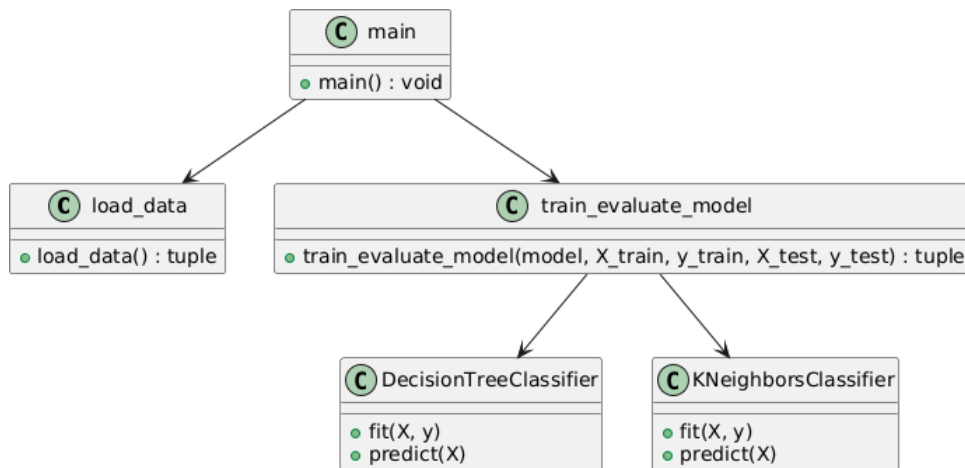 C main
main() : void
C load_data
load_data() : tuple
C train_evaluate_model
train_evaluate_model(model, X_train, y_train, X_test, y_test) : tuple
C DecisionTreeClassifier
fit(X, y)
predict(X)
C KNeighborsClassifier
fit(X, y)
predict(X)